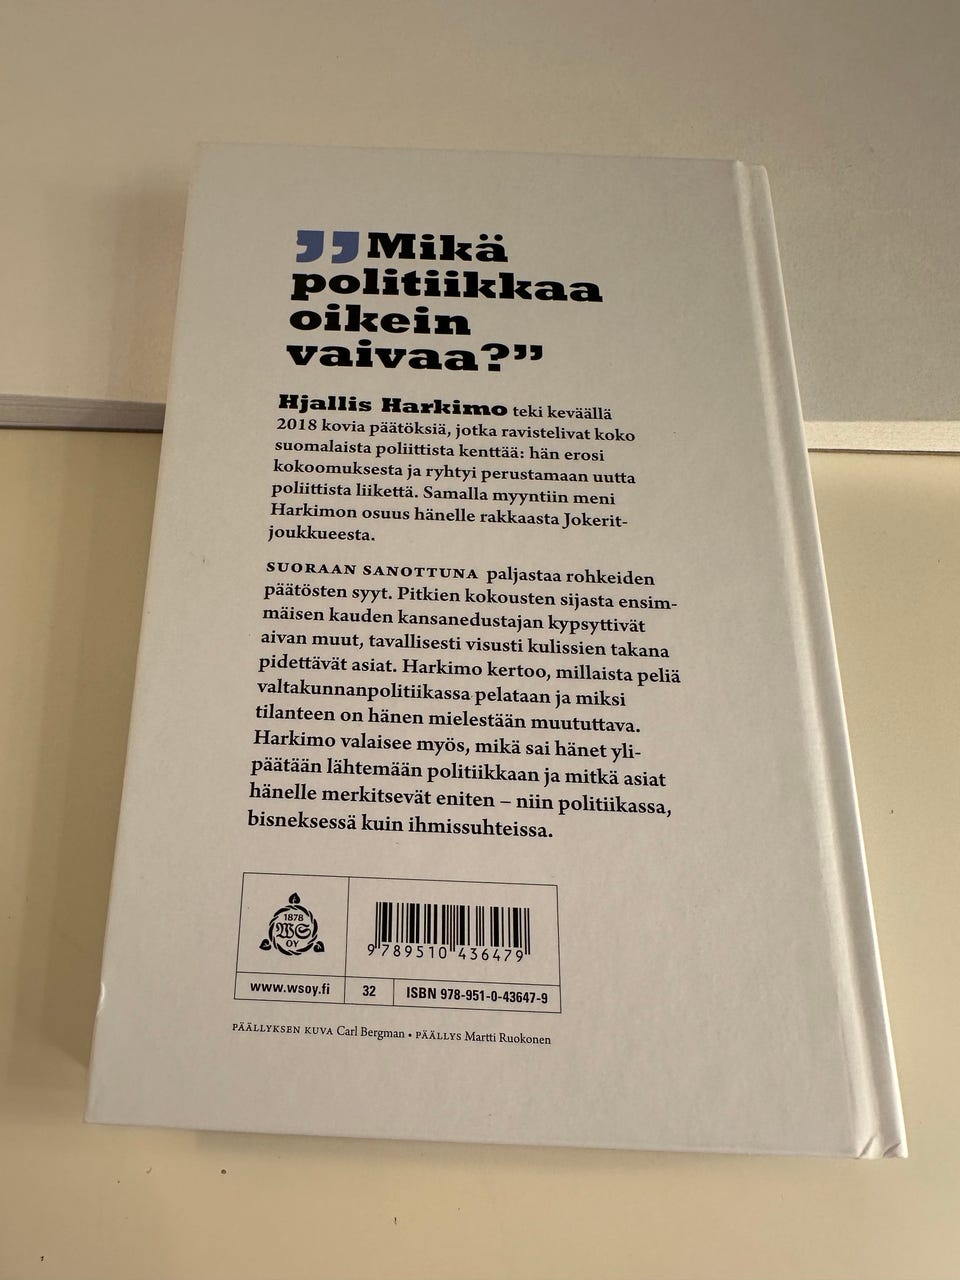 ”Mikä
politiikkaa
oikein
vaivaa?”
Hjallis Harkimo teki keväällä
2018 kovia päätöksiä, jotka ravistelivat koko
suomalaista poliittista kenttää: hän erosi
kokoomuksesta ja ryhtyi perustamaan uutta
poliittista liikettä. Samalla myyntiin meni
Harkimon osuus hänelle rakkaasta Jokerit-
joukkueesta.
SUORAAN SANOTTUNA paljastaa rohkeiden
päätösten syyt. Pitkien kokousten sijasta ensim-
mäisen kauden kansanedustajan kypsyttivät
aivan muut, tavallisesti visusti kulissien takana
pidettävät asiat. Harkimo kertoo, millaista peliä
valtakunnanpolitiikassa pelataan ja miksi
tilanteen on hänen mielestään muututtava.
Harkimo valaisee myös, mikä sai hänet yli-
päätään lähtemään politiikkaan ja mitkä asiat
hänelle merkitsevät eniten – niin politiikassa,
bisneksessä kuin ihmissuhteissa.
1878
WS
OY
9 789510 436479
www.wsoy.fi 32 ISBN 978-951-0-43647-9
PÄÄLLYKSEN KUVA Carl Bergman • PÄÄLLYS Martti Ruokonen